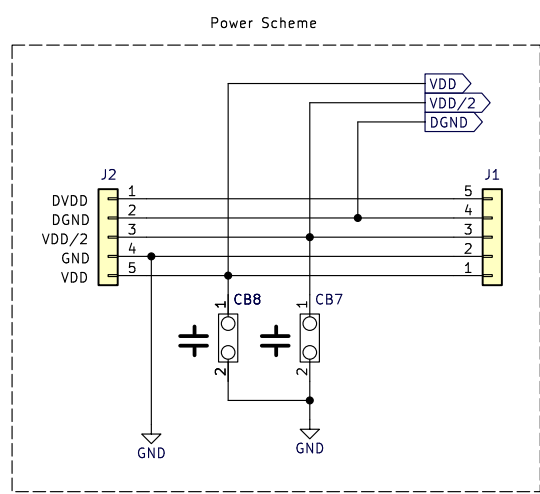 Power Scheme
VDD
VDD/2
DGND
J2
J1
DVDD 1 5
DGND 2 4
VDD/2 3 3
GND 4 2
VDD 5 1
1 CB8 1 CB7
2 2
GND GND